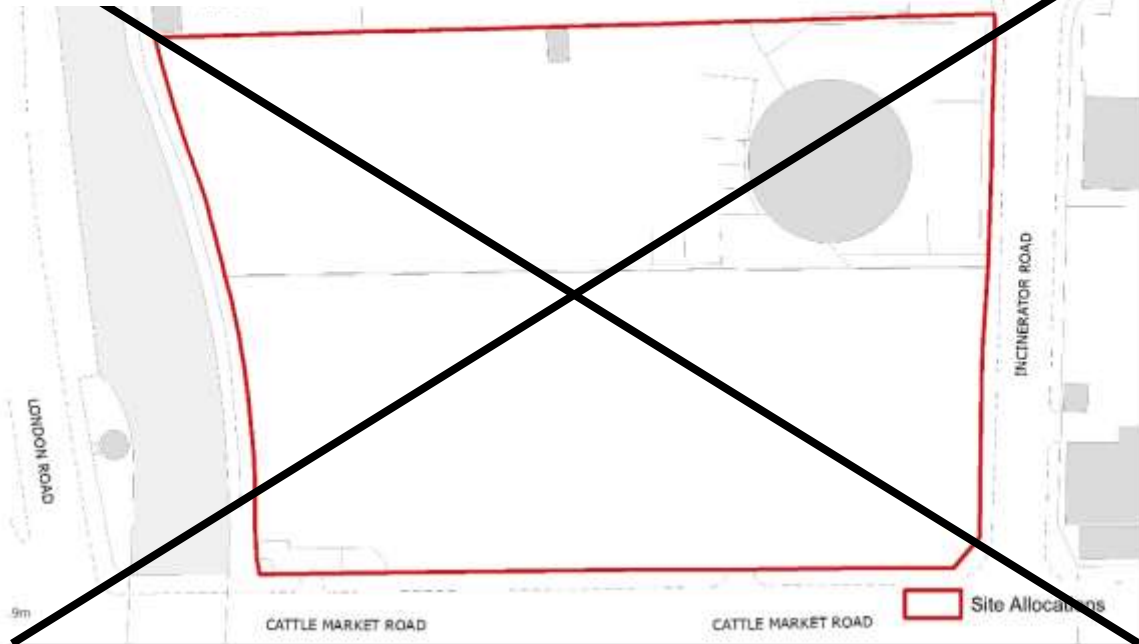 INCINERATOR ROAD
LONDON ROAD
9m
Site Allocations
CATTLE MARKET ROAD
CATTLE MARKET ROAD